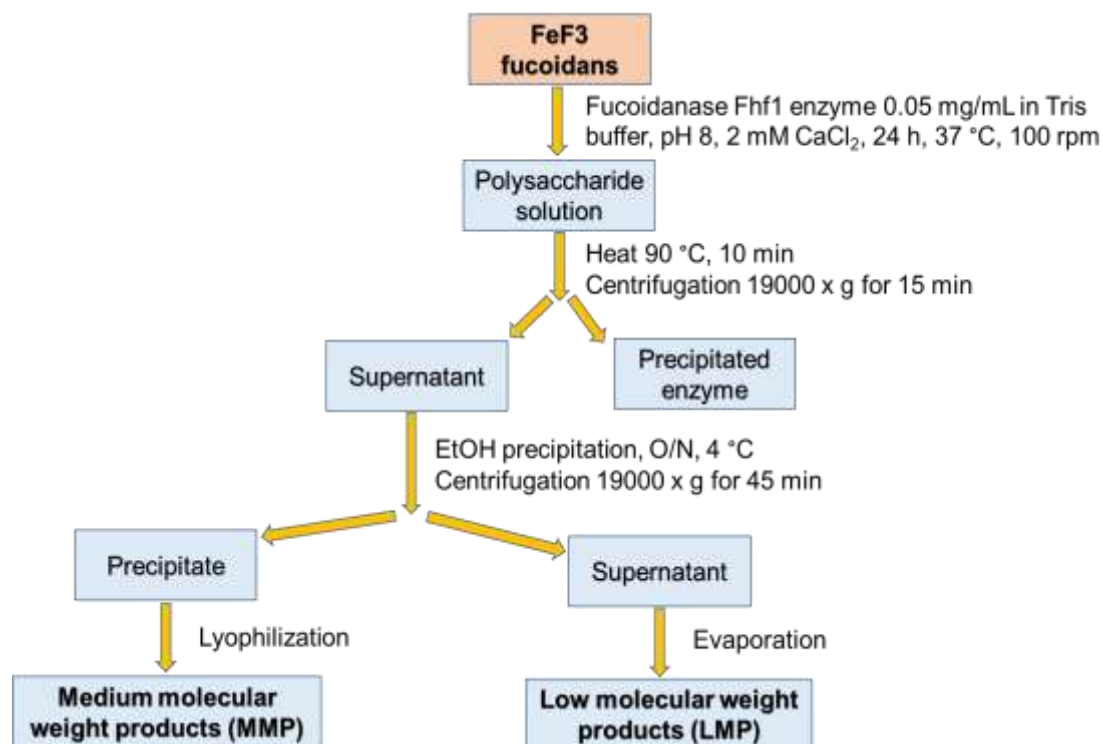 FeF3
fucoidans
Fucoidanase Fhf1 enzyme 0.05 mg/mL in Tris
buffer, pH 8, 2 mM CaCl₂, 24 h, 37 °C, 100 rpm
Polysaccharide
solution
Heat 90 °C, 10 min
Centrifugation 19000 x g for 15 min
Supernatant
Precipitated
enzyme
EtOH precipitation, O/N, 4 °C
Centrifugation 19000 x g for 45 min
Precipitate
Supernatant
Lyophilization
Evaporation
Medium molecular
weight products (MMP)
Low molecular weight
products (LMP)